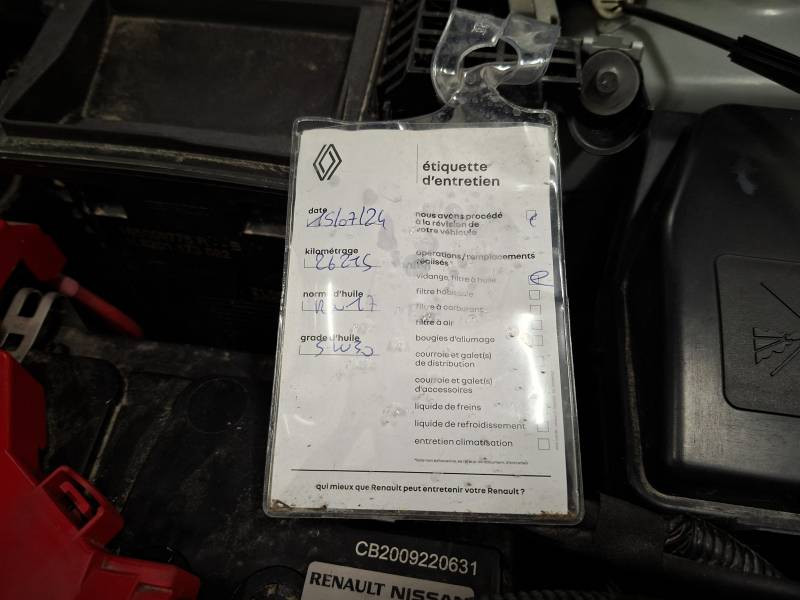 étiquette
d'entretien
date
15/07/24
nous avons procédé
à la révision de
votre véhicule
kilométrage
26215
opérations/remplacements
réalisés*
vidange, filtre à huile
norme d'huile
RN17
filtre habitacle
filtre à carburant
filtre à air
grade d'huile
5W30
bougies d'allumage
courroie et galet(s)
de distribution
courroie et galet(s)
d'accessoires
liquide de freins
liquide de refroidissement
entretien climatisation
qui mieux que Renault peut entretenir votre Renault ?
CB2009220631
RENAULT NISSAN